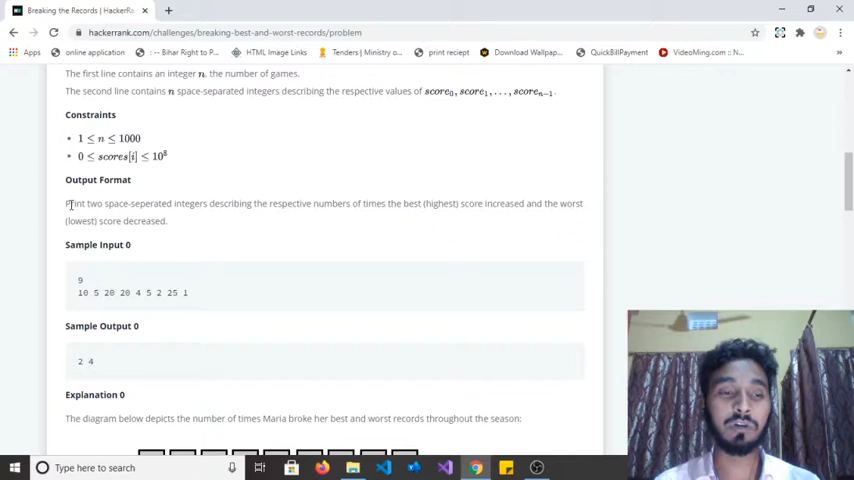 Breaking the Records | HackerRa
hackerrank.com/challenges/breaking-best-and-worst-records/problem
Apps
online application
: -- Bihar Right to P...
HTML Image Links
Tenders | Ministry o...
print reciept
Download Wallpap...
QuickBillPayment
VideoMing.com | N...
The first line contains an integer n, the number of games.
The second line contains n space-separated integers describing the respective values of score₀, score₁, . . . , scoreₙ₋₁.
Constraints
• 1 ≤ n ≤ 1000
• 0 ≤ scores[i] ≤ 10⁸
Output Format
Print two space-seperated integers describing the respective numbers of times the best (highest) score increased and the worst
(lowest) score decreased.
Sample Input 0
9
10 5 20 20 4 5 2 25 1
Sample Output 0
2 4
Explanation 0
The diagram below depicts the number of times Maria broke her best and worst records throughout the season:
Type here to search